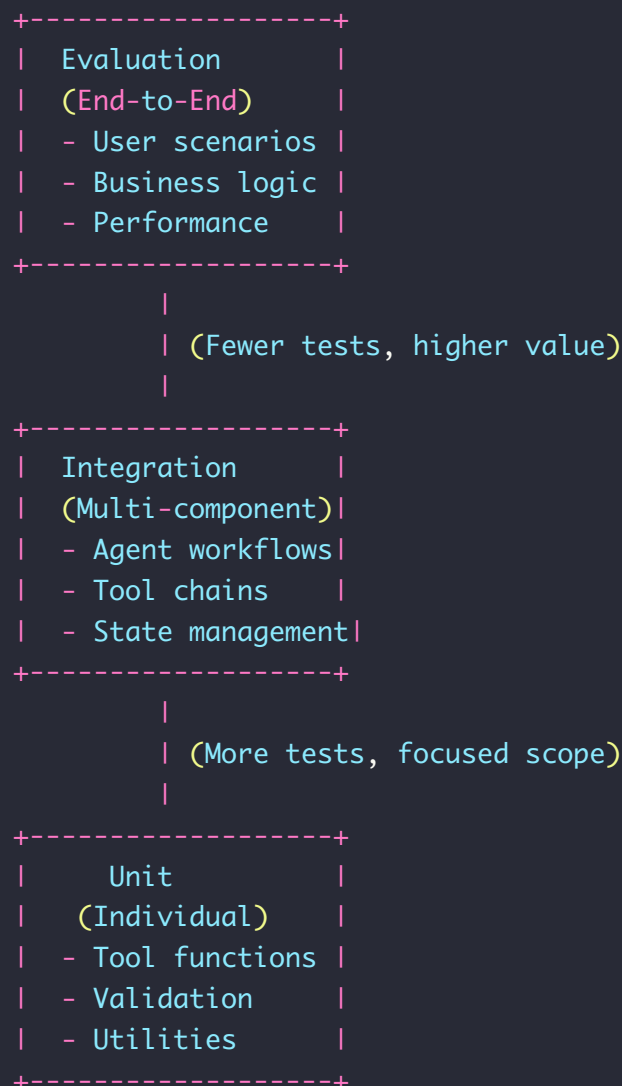 +-------------------+
|  Evaluation       |
|  (End-to-End)     |
|  - User scenarios |
|  - Business logic |
|  - Performance    |
+-------------------+
         |
         | (Fewer tests, higher value)
         |
+-------------------+
|  Integration      |
|  (Multi-component)|
|  - Agent workflows|
|  - Tool chains    |
|  - State management|
+-------------------+
         |
         | (More tests, focused scope)
         |
+-------------------+
|     Unit          |
|   (Individual)    |
|  - Tool functions |
|  - Validation     |
|  - Utilities      |
+-------------------+